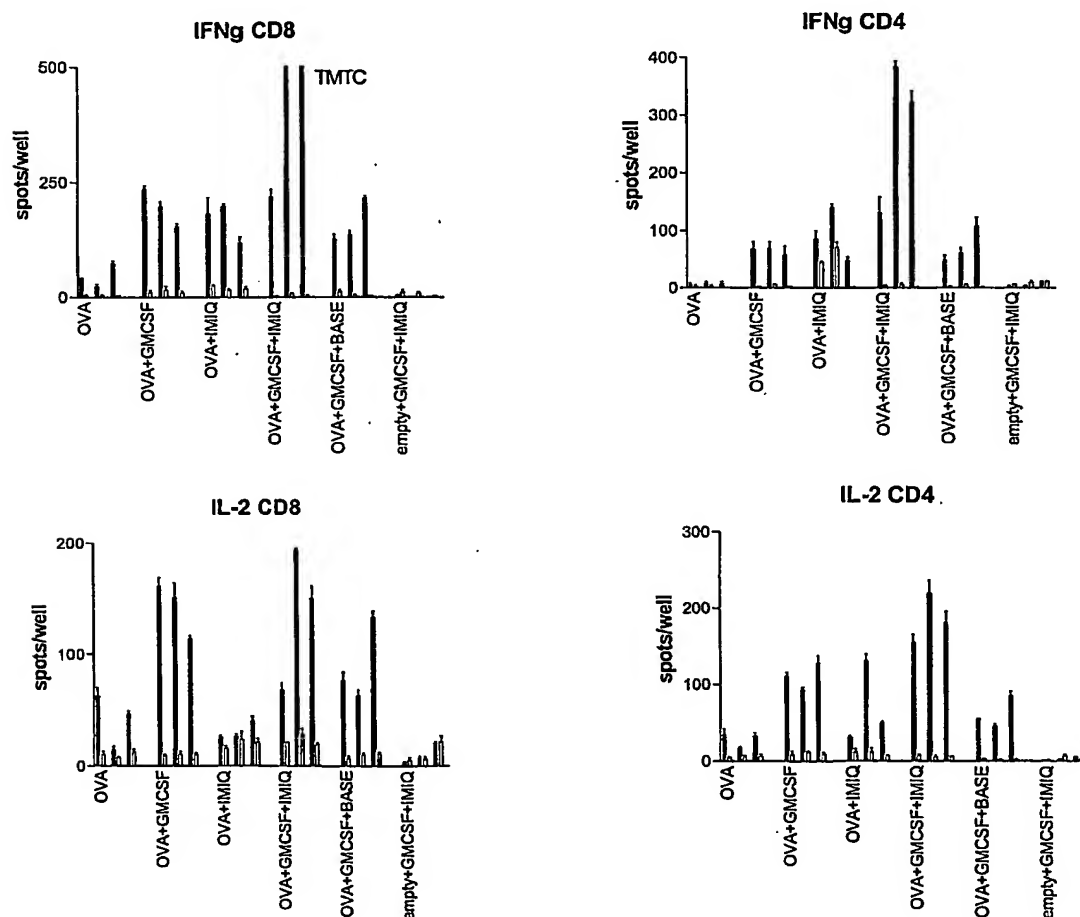 IFNg CD8
500
TMTC
250
0
spots/well
OVA
OVA+GMCSF
OVA+IMIQ
OVA+GMCSF+IMIQ
OVA+GMCSF+BASE
empty+GMCSF+IMIQ
IFNg CD4
400
300
200
100
0
spots/well
OVA
OVA+GMCSF
OVA+IMIQ
OVA+GMCSF+IMIQ
OVA+GMCSF+BASE
empty+GMCSF+IMIQ
IL-2 CD8
200
100
0
spots/well
OVA
OVA+GMCSF
OVA+IMIQ
OVA+GMCSF+IMIQ
OVA+GMCSF+BASE
empty+GMCSF+IMIQ
IL-2 CD4
300
200
100
0
spots/well
OVA
OVA+GMCSF
OVA+IMIQ
OVA+GMCSF+IMIQ
OVA+GMCSF+BASE
empty+GMCSF+IMIQ